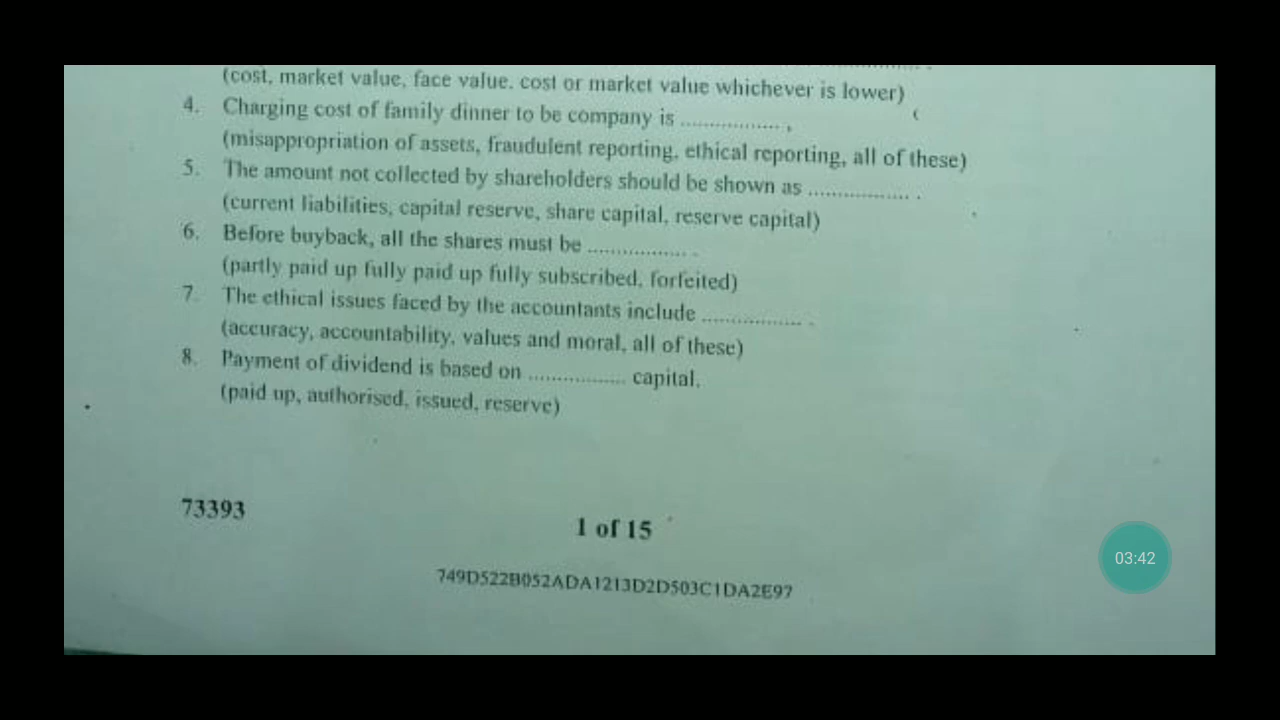 (cost, market value, face value. cost or market value whichever is lower)
4. Charging cost of family dinner to be company is ................. ,
(misappropriation of assets, fraudulent reporting, ethical reporting, all of these)
5. The amount not collected by shareholders should be shown as ................. .
(current liabilities, capital reserve, share capital, reserve capital)
6. Before buyback, all the shares must be ................. .
(partly paid up fully paid up fully subscribed, forfeited)
7. The ethical issues faced by the accountants include ................. .
(accuracy, accountability, values and moral, all of these)
8. Payment of dividend is based on ................. capital.
(paid up, authorised, issued, reserve)
73393
1 of 15
749D522B052ADA1213D2D503C1DA2E97
03:42